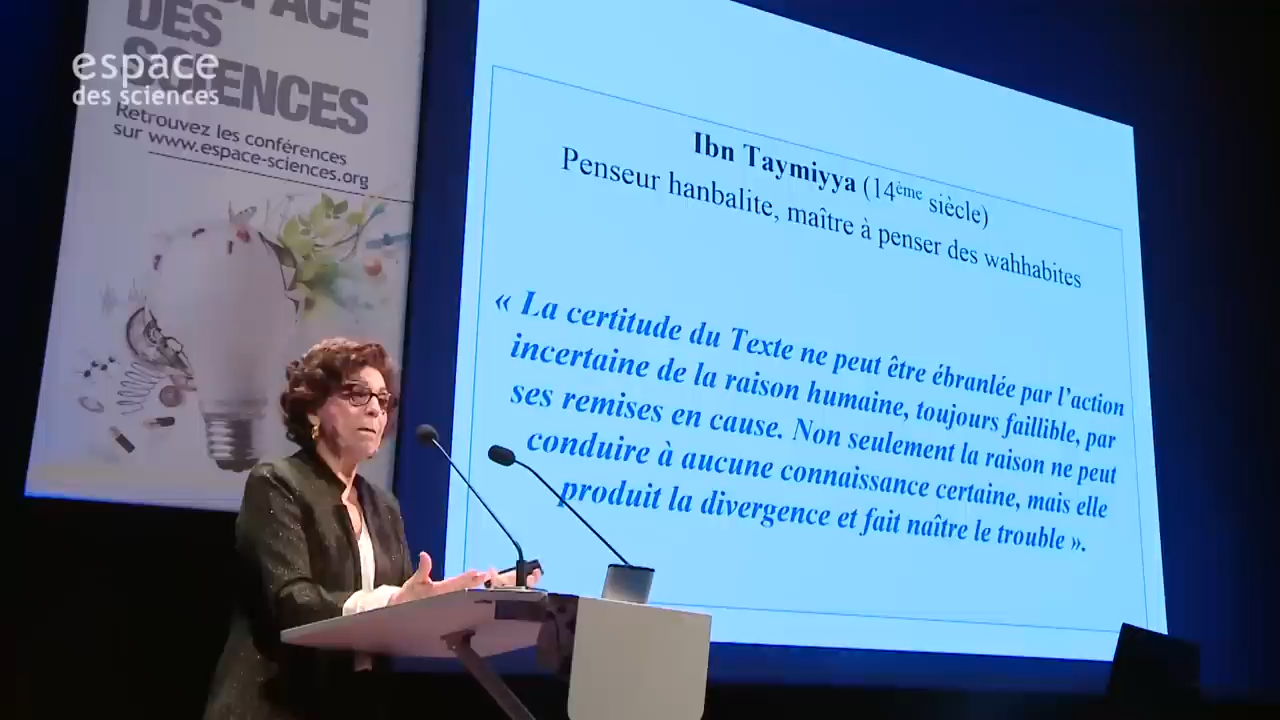 ESPACE
DES
SCIENCES
espace
des sciences
Retrouvez les conférences
sur www.espace-sciences.org
Ibn Taymiyya (14ème siècle)
Penseur hanbalite, maître à penser des wahhabites
« La certitude du Texte ne peut être ébranlée par l’action
incertaine de la raison humaine, toujours faillible, par
ses remises en cause. Non seulement la raison ne peut
conduire à aucune connaissance certaine, mais elle
produit la divergence et fait naître le trouble ».